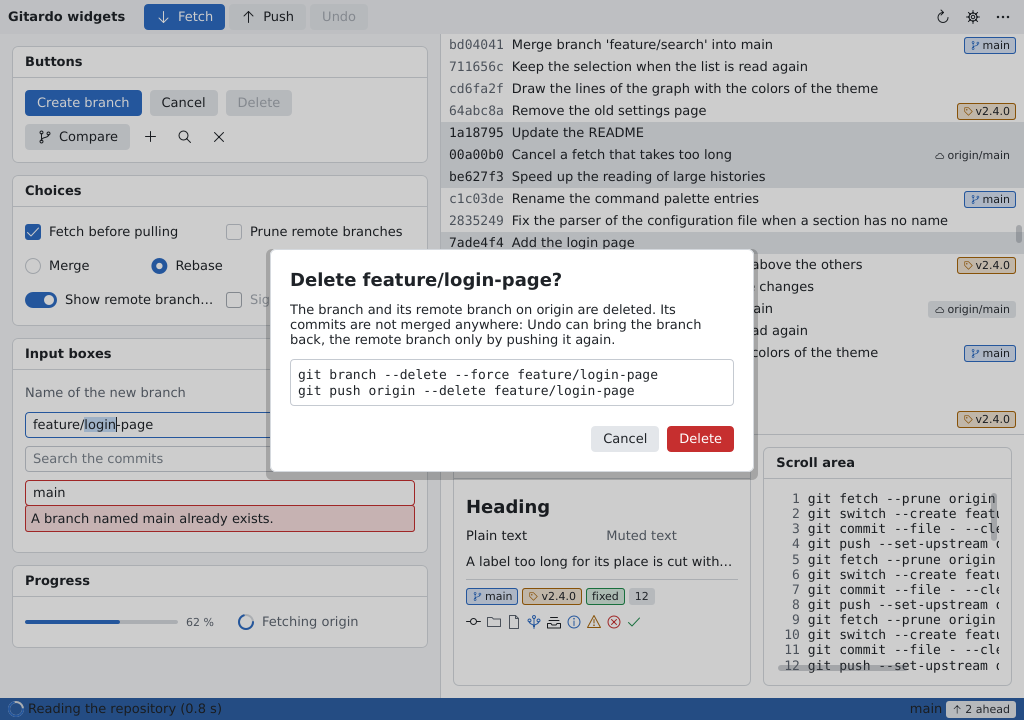 Gitardo widgets
Fetch
Push
Undo
Buttons
Create branch
Cancel
Delete
Compare
Choices
Fetch before pulling
Prune remote branches
Merge
Rebase
Show remote branch…
Sig
Input boxes
Name of the new branch
feature/login-page
Search the commits
main
A branch named main already exists.
Progress
62 %
Fetching origin
bd04041 Merge branch 'feature/search' into main main
711656c Keep the selection when the list is read again
cd6fa2f Draw the lines of the graph with the colors of the theme
64abc8a Remove the old settings page v2.4.0
1a18795 Update the README
00a00b0 Cancel a fetch that takes too long origin/main
be627f3 Speed up the reading of large histories
c1c03de Rename the command palette entries main
2835249 Fix the parser of the configuration file when a section has no name
7ade4f4 Add the login page
above the others v2.4.0
changes
ain origin/main
ad again
colors of the theme main
v2.4.0
Delete feature/login-page?
The branch and its remote branch on origin are deleted. Its
commits are not merged anywhere: Undo can bring the branch
back, the remote branch only by pushing it again.
git branch --delete --force feature/login-page
git push origin --delete feature/login-page
Cancel
Delete
Heading
Plain text
Muted text
A label too long for its place is cut with…
main
v2.4.0
fixed
12
Scroll area
1 git fetch --prune origin
2 git switch --create featu
3 git commit --file - --cle
4 git push --set-upstream o
5 git fetch --prune origin
6 git switch --create featu
7 git commit --file - --cle
8 git push --set-upstream o
9 git fetch --prune origin
10 git switch --create featu
11 git commit --file - --cle
12 git push --set-upstream o
Reading the repository (0.8 s)
main
↑ 2 ahead